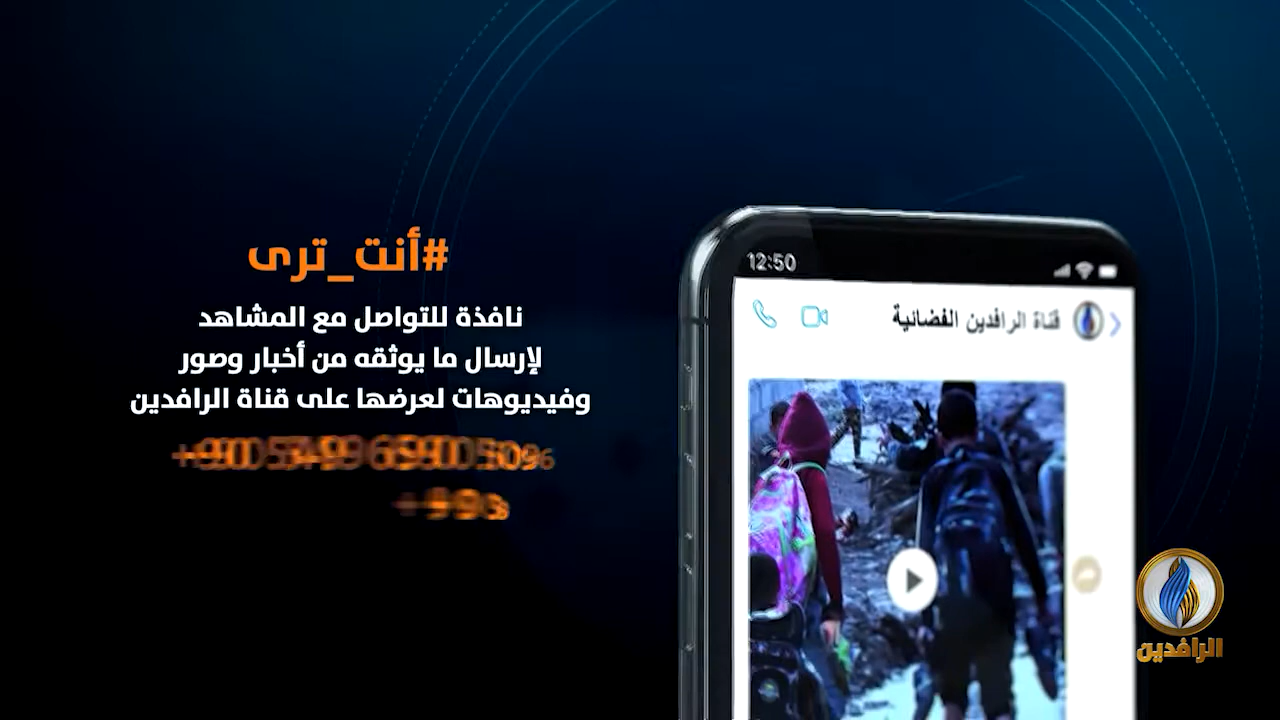 #أنت_ترى
نافذة للتواصل مع المشاهد
لإرسال ما يوثقه من أخبار وصور
وفيديوهات لعرضها على قناة الرافدين
12:50
قناة الرافدين الفضائية
الرافدين